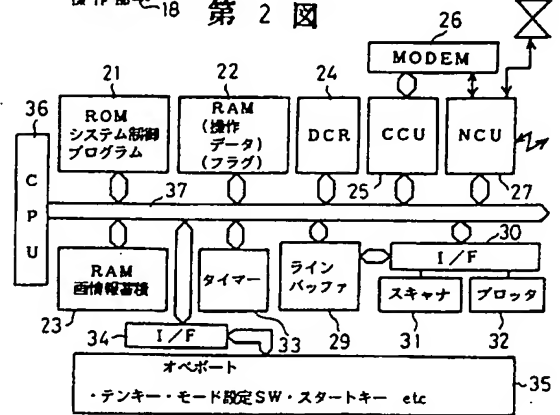 操作部
18
第2図
26
MODEM
21
22
24
36
ROM
システム制御
プログラム
RAM
(操作
データ)
(フラグ)
DCR
CCU
NCU
25
27
CPU
37
30
RAM
画情報蓄積
タイマー
ライン
バッファ
I/F
スキャナ
プロッタ
23
34
I/F
33
29
31
32
オペポート
35
・テンキー・モード設定SW・スタートキー etc